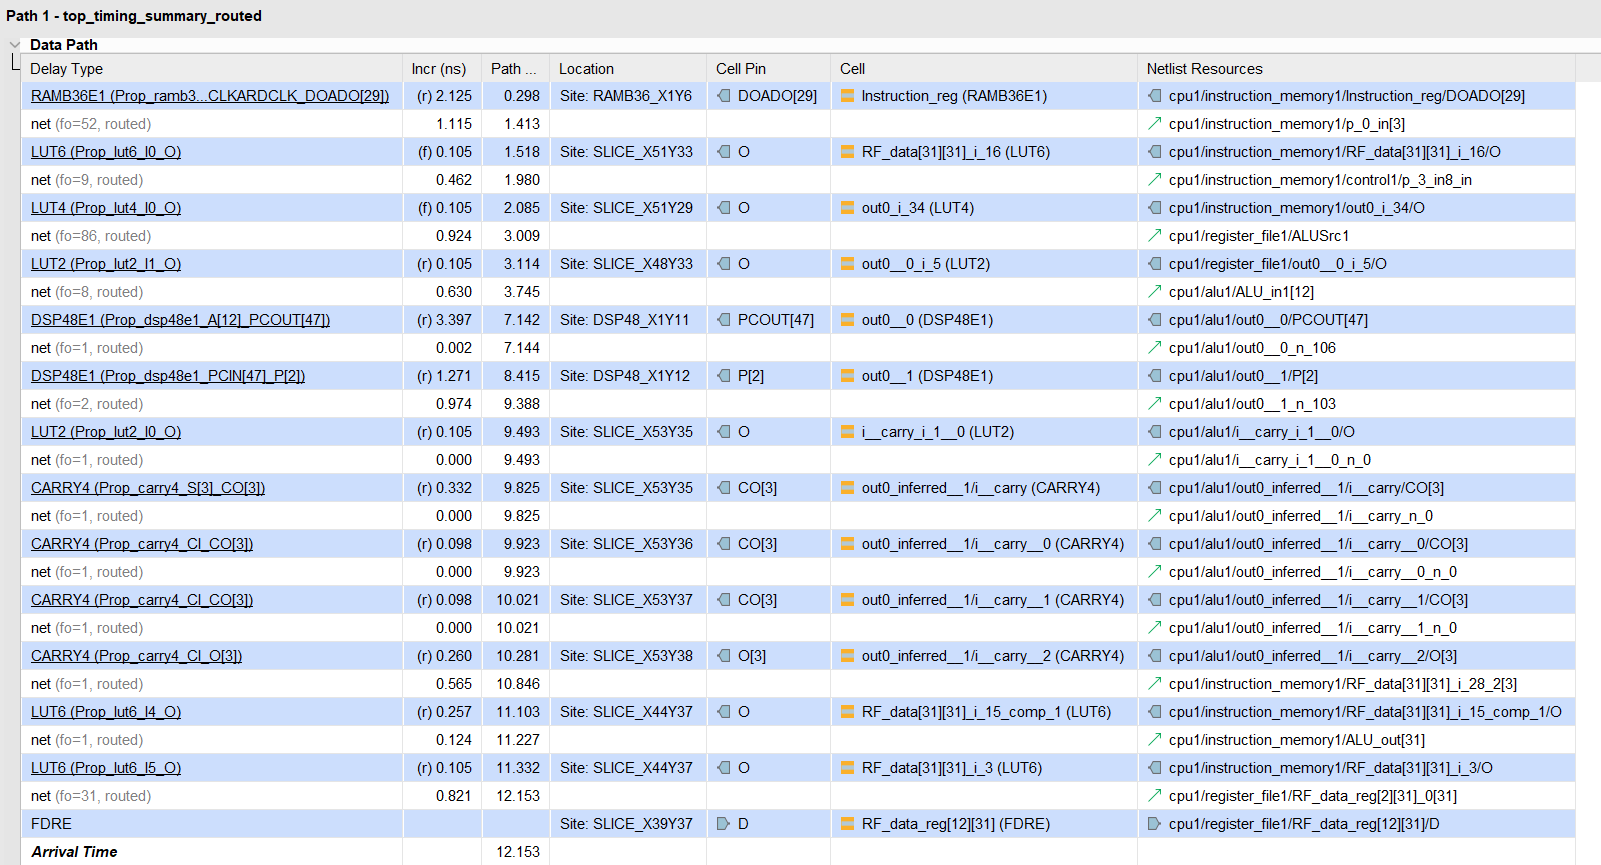 Path 1 - top_timing_summary_routed
Data Path
Delay Type Incr (ns) Path ... Location Cell Pin Cell Netlist Resources
RAMB36E1 (Prop_ramb3...CLKARDCLK_DOADO[29]) (r) 2.125 0.298 Site: RAMB36_X1Y6 DOADO[29] Instruction_reg (RAMB36E1) cpu1/instruction_memory1/Instruction_reg/DOADO[29]
net (fo=52, routed) 1.115 1.413 cpu1/instruction_memory1/p_0_in[3]
LUT6 (Prop_lut6_I0_O) (f) 0.105 1.518 Site: SLICE_X51Y33 O RF_data[31][31]_i_16 (LUT6) cpu1/instruction_memory1/RF_data[31][31]_i_16/O
net (fo=9, routed) 0.462 1.980 cpu1/instruction_memory1/control1/p_3_in8_in
LUT4 (Prop_lut4_I0_O) (f) 0.105 2.085 Site: SLICE_X51Y29 O out0_i_34 (LUT4) cpu1/instruction_memory1/out0_i_34/O
net (fo=86, routed) 0.924 3.009 cpu1/register_file1/ALUSrc1
LUT2 (Prop_lut2_I1_O) (r) 0.105 3.114 Site: SLICE_X48Y33 O out0__0_i_5 (LUT2) cpu1/register_file1/out0__0_i_5/O
net (fo=8, routed) 0.630 3.745 cpu1/alu1/ALU_in1[12]
DSP48E1 (Prop_dsp48e1_A[12]_PCOUT[47]) (r) 3.397 7.142 Site: DSP48_X1Y11 PCOUT[47] out0__0 (DSP48E1) cpu1/alu1/out0__0/PCOUT[47]
net (fo=1, routed) 0.002 7.144 cpu1/alu1/out0__0_n_106
DSP48E1 (Prop_dsp48e1_PCIN[47]_P[2]) (r) 1.271 8.415 Site: DSP48_X1Y12 P[2] out0__1 (DSP48E1) cpu1/alu1/out0__1/P[2]
net (fo=2, routed) 0.974 9.388 cpu1/alu1/out0__1_n_103
LUT2 (Prop_lut2_I0_O) (r) 0.105 9.493 Site: SLICE_X53Y35 O i__carry_i_1__0 (LUT2) cpu1/alu1/i__carry_i_1__0/O
net (fo=1, routed) 0.000 9.493 cpu1/alu1/i__carry_i_1__0_n_0
CARRY4 (Prop_carry4_S[3]_CO[3]) (r) 0.332 9.825 Site: SLICE_X53Y35 CO[3] out0_inferred__1/i__carry (CARRY4) cpu1/alu1/out0_inferred__1/i__carry/CO[3]
net (fo=1, routed) 0.000 9.825 cpu1/alu1/out0_inferred__1/i__carry_n_0
CARRY4 (Prop_carry4_CI_CO[3]) (r) 0.098 9.923 Site: SLICE_X53Y36 CO[3] out0_inferred__1/i__carry__0 (CARRY4) cpu1/alu1/out0_inferred__1/i__carry__0/CO[3]
net (fo=1, routed) 0.000 9.923 cpu1/alu1/out0_inferred__1/i__carry__0_n_0
CARRY4 (Prop_carry4_CI_CO[3]) (r) 0.098 10.021 Site: SLICE_X53Y37 CO[3] out0_inferred__1/i__carry__1 (CARRY4) cpu1/alu1/out0_inferred__1/i__carry__1/CO[3]
net (fo=1, routed) 0.000 10.021 cpu1/alu1/out0_inferred__1/i__carry__1_n_0
CARRY4 (Prop_carry4_CI_O[3]) (r) 0.260 10.281 Site: SLICE_X53Y38 O[3] out0_inferred__1/i__carry__2 (CARRY4) cpu1/alu1/out0_inferred__1/i__carry__2/O[3]
net (fo=1, routed) 0.565 10.846 cpu1/instruction_memory1/RF_data[31][31]_i_28_2[3]
LUT6 (Prop_lut6_I4_O) (r) 0.257 11.103 Site: SLICE_X44Y37 O RF_data[31][31]_i_15_comp_1 (LUT6) cpu1/instruction_memory1/RF_data[31][31]_i_15_comp_1/O
net (fo=1, routed) 0.124 11.227 cpu1/instruction_memory1/ALU_out[31]
LUT6 (Prop_lut6_I5_O) (r) 0.105 11.332 Site: SLICE_X44Y37 O RF_data[31][31]_i_3 (LUT6) cpu1/instruction_memory1/RF_data[31][31]_i_3/O
net (fo=31, routed) 0.821 12.153 cpu1/register_file1/RF_data_reg[2][31]_0[31]
FDRE Site: SLICE_X39Y37 D RF_data_reg[12][31] (FDRE) cpu1/register_file1/RF_data_reg[12][31]/D
Arrival Time 12.153